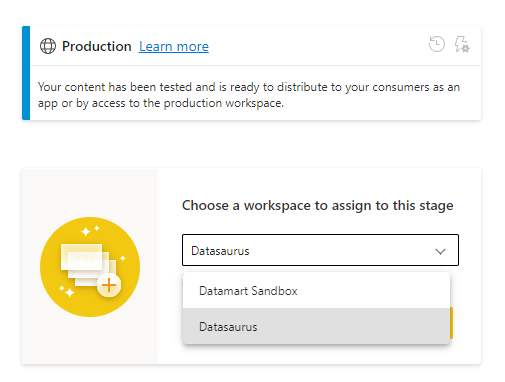 Production Learn more
Your content has been tested and is ready to distribute to your consumers as an
app or by access to the production workspace.
Choose a workspace to assign to this stage
Datasaurus
Datamart Sandbox
Datasaurus